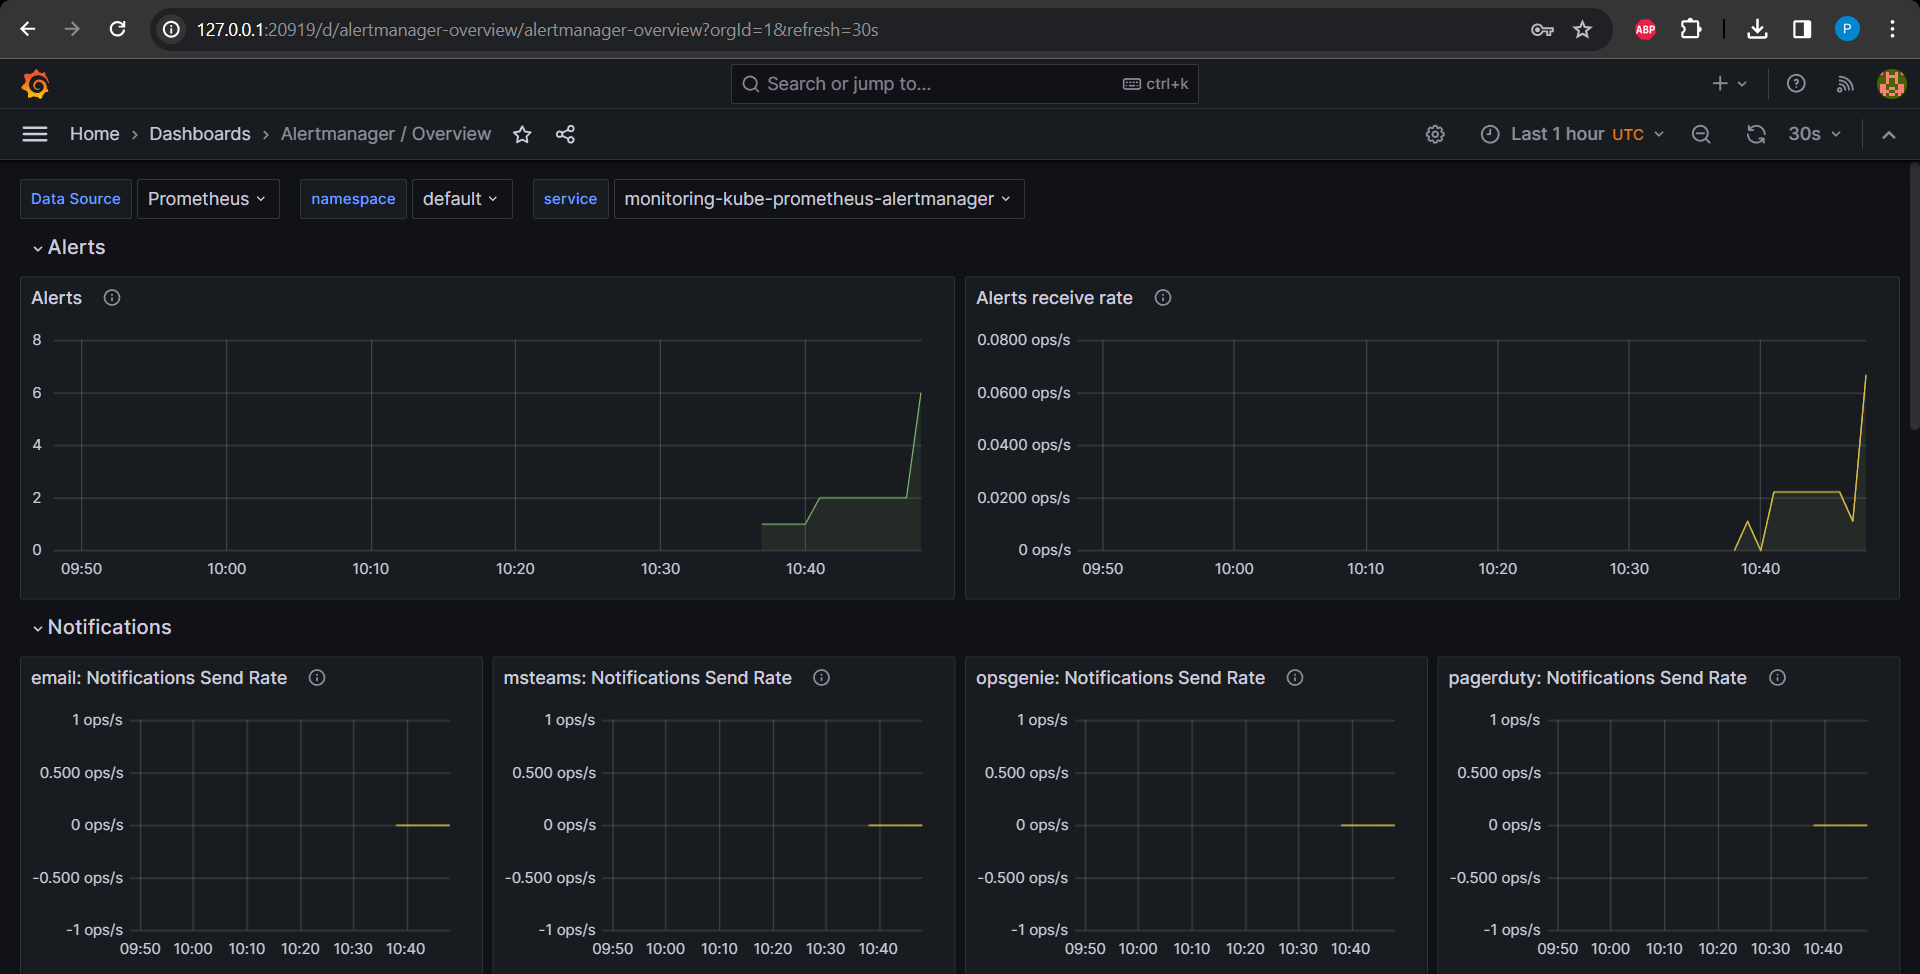 127.0.0.1:20919/d/alertmanager-overview/alertmanager-overview?orgId=1&refresh=30s
ABP
P
Search or jump to...
ctrl+k
Home › Dashboards › Alertmanager / Overview
Last 1 hour UTC
30s
Data Source
Prometheus
namespace
default
service
monitoring-kube-prometheus-alertmanager
Alerts
Alerts
8
6
4
2
0
09:50 10:00 10:10 10:20 10:30 10:40
Alerts receive rate
0.0800 ops/s
0.0600 ops/s
0.0400 ops/s
0.0200 ops/s
0 ops/s
09:50 10:00 10:10 10:20 10:30 10:40
Notifications
email: Notifications Send Rate
1 ops/s
0.500 ops/s
0 ops/s
-0.500 ops/s
-1 ops/s
09:50 10:00 10:10 10:20 10:30 10:40
msteams: Notifications Send Rate
1 ops/s
0.500 ops/s
0 ops/s
-0.500 ops/s
-1 ops/s
09:50 10:00 10:10 10:20 10:30 10:40
opsgenie: Notifications Send Rate
1 ops/s
0.500 ops/s
0 ops/s
-0.500 ops/s
-1 ops/s
09:50 10:00 10:10 10:20 10:30 10:40
pagerduty: Notifications Send Rate
1 ops/s
0.500 ops/s
0 ops/s
-0.500 ops/s
-1 ops/s
09:50 10:00 10:10 10:20 10:30 10:40